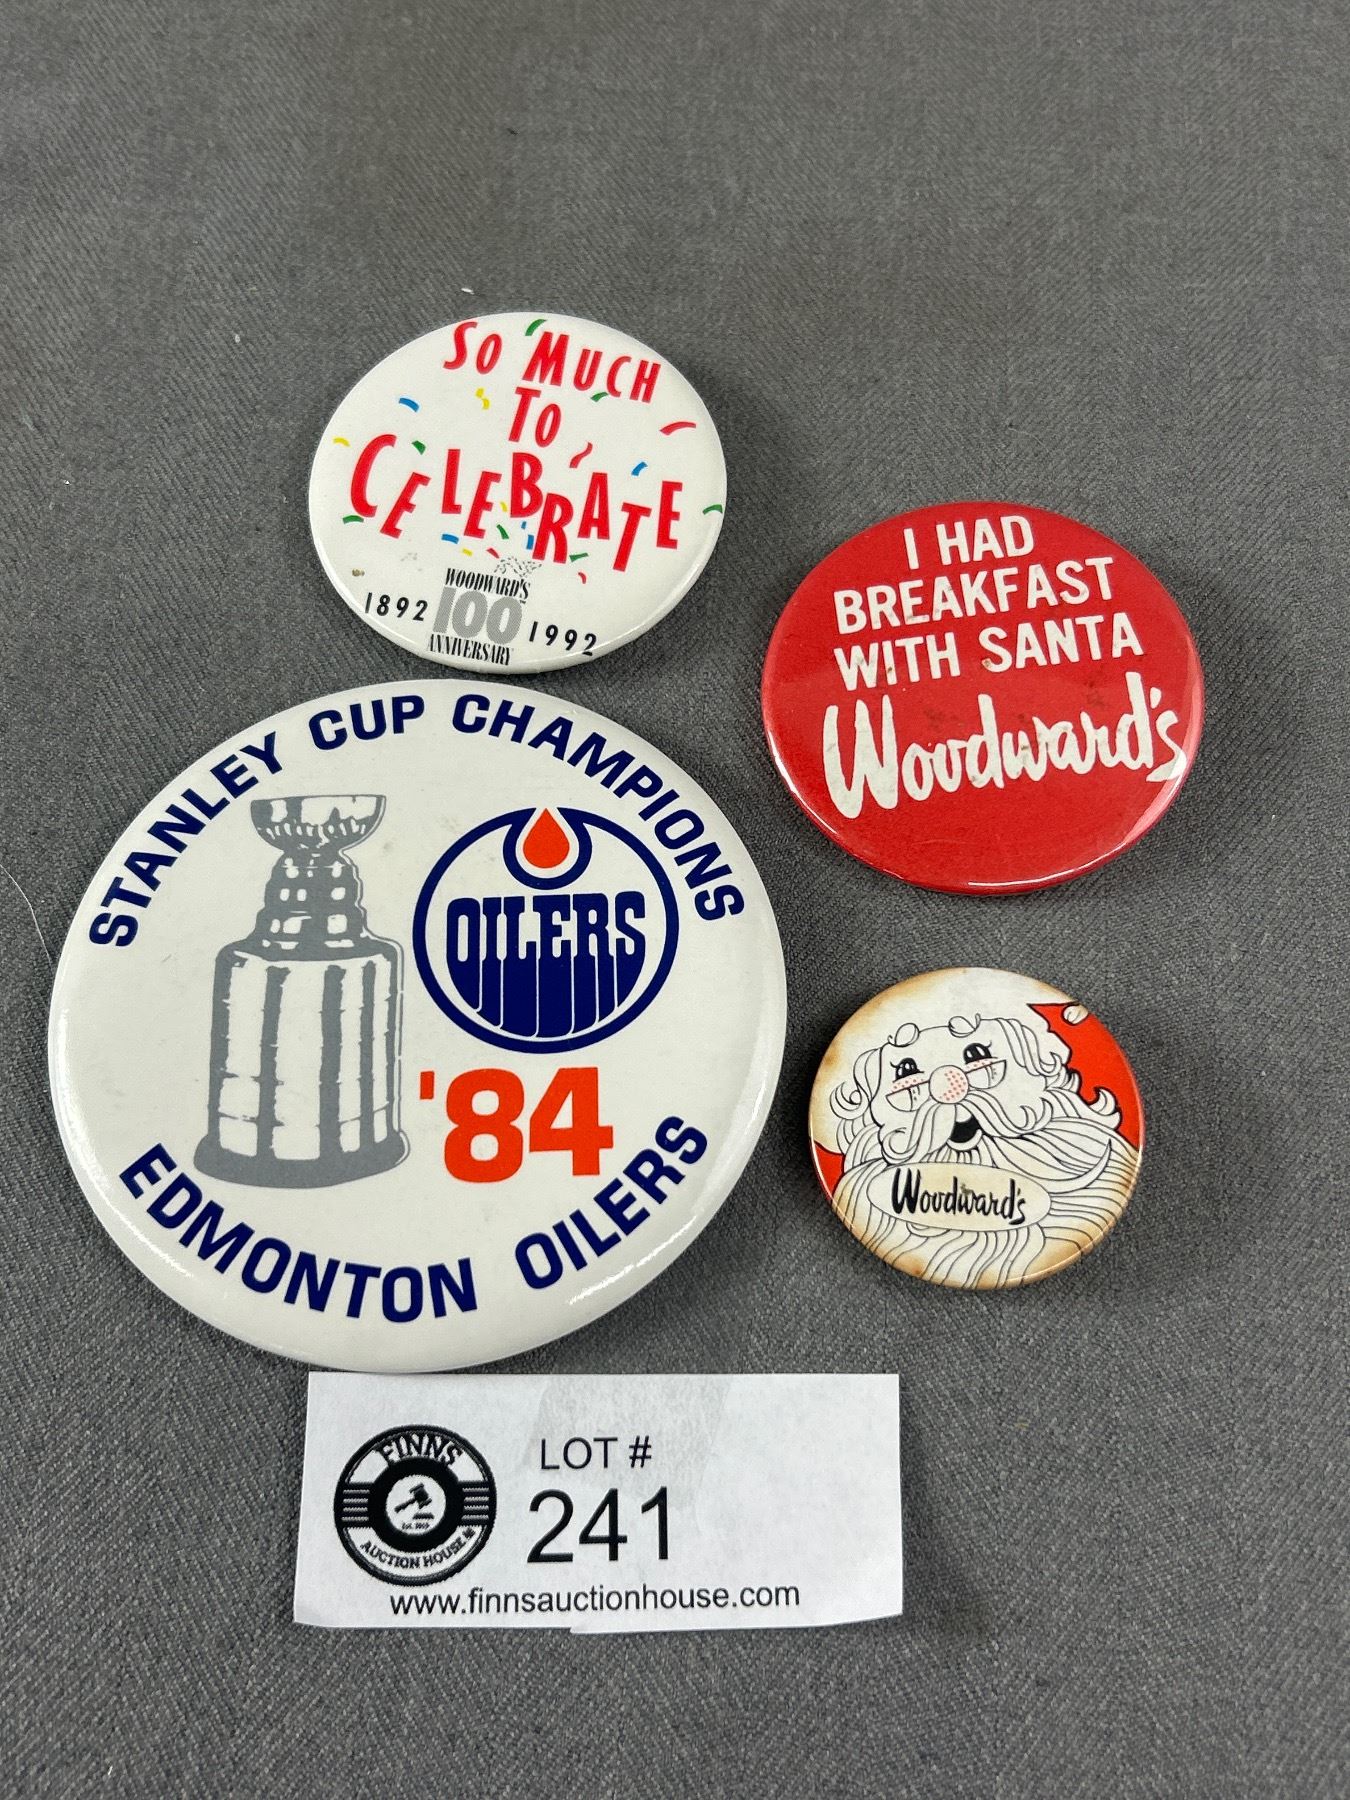 So Much
To
Celebrate
WOODWARD'S
1892 100 1992
ANNIVERSARY
I HAD
BREAKFAST
WITH SANTA
Woodward's
STANLEY CUP CHAMPIONS
OILERS
'84
EDMONTON OILERS
Woodward's
FINNS
AUCTION HOUSE
LOT #
241
www.finnsauctionhouse.com